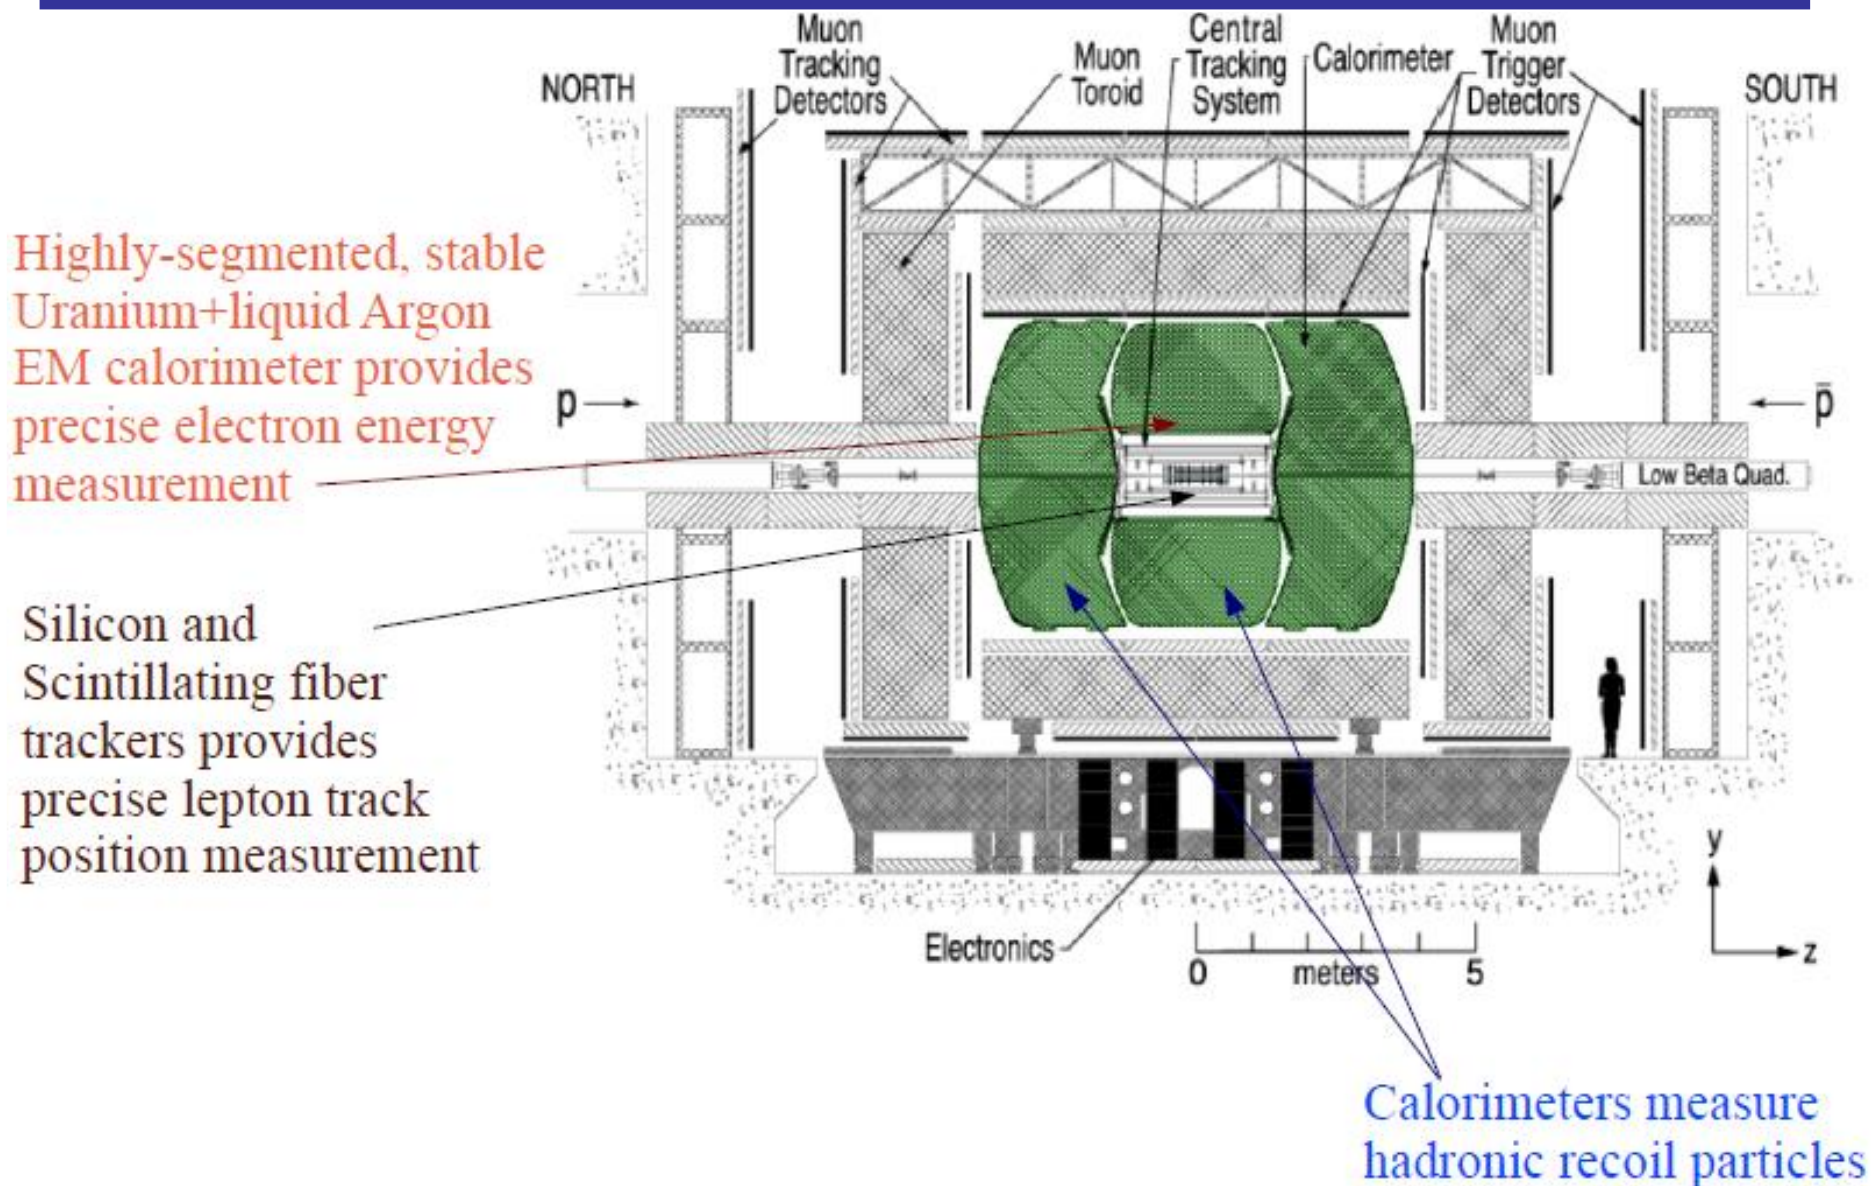 Muon
Tracking
Detectors
Muon
Toroid
Central
Tracking
System
Calorimeter
Muon
Trigger
Detectors
NORTH
SOUTH
Highly-segmented, stable
Uranium+liquid Argon
EM calorimeter provides
precise electron energy
measurement
p
p̄
Low Beta Quad.
Silicon and
Scintillating fiber
trackers provides
precise lepton track
position measurement
y
z
Electronics
0 meters 5
Calorimeters measure
hadronic recoil particles